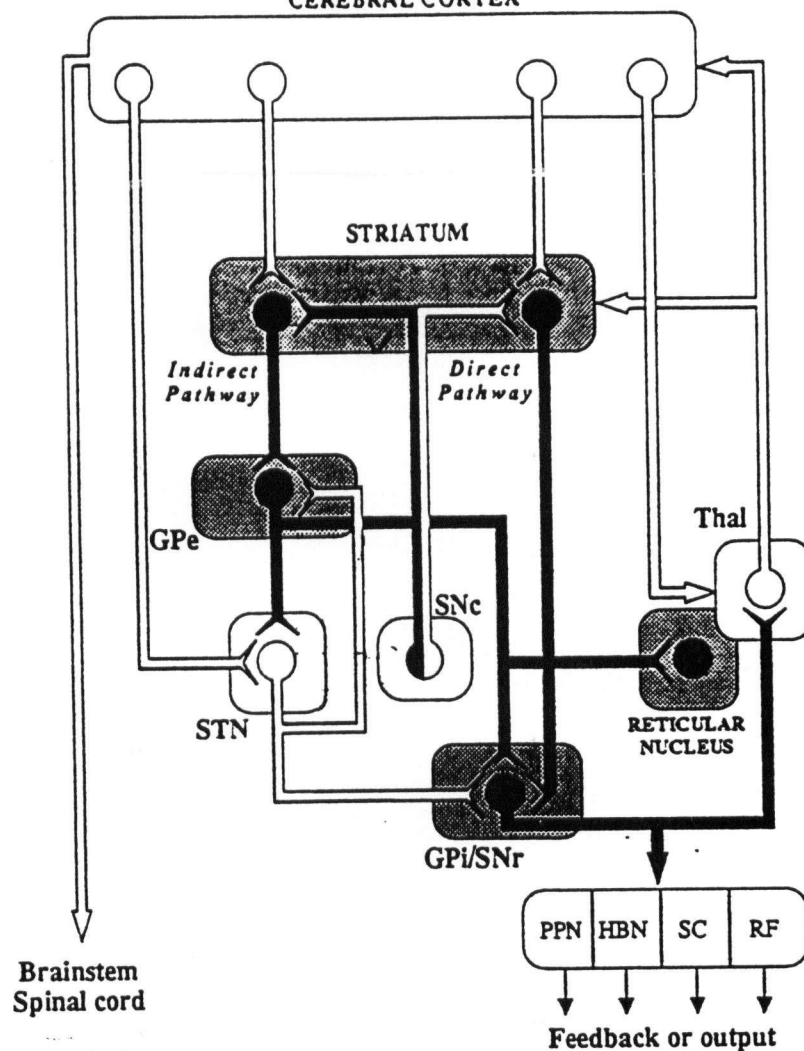 CEREBRAL CORTEX
STRIATUM
Indirect
Pathway
Direct
Pathway
GPe
Thal
SNc
STN
RETICULAR
NUCLEUS
GPi/SNr
PPN HBN SC RF
Brainstem
Spinal cord
Feedback or output